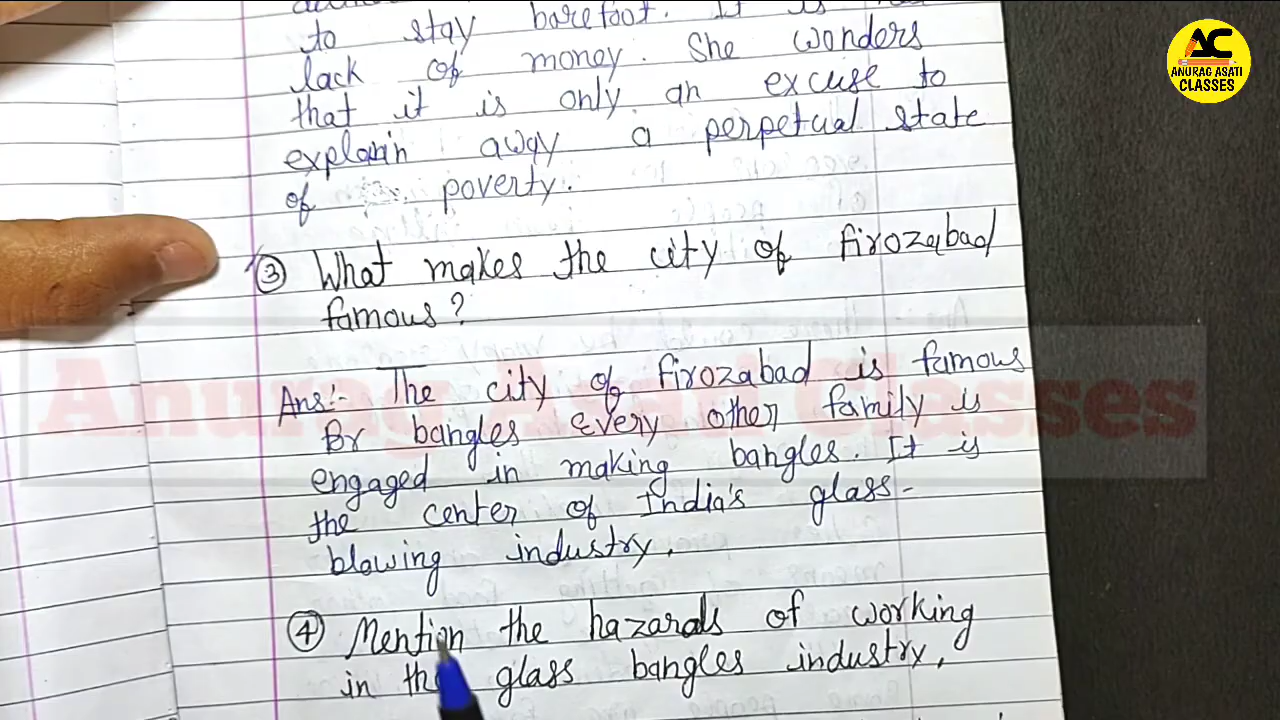 to stay barefoot. It is
lack of money. She wonders
that it is only an excuse to
explain away a perpetual state
of poverty.
③ What makes the city of firozabad
famous?
Ans:- The city of firozabad is famous
Br bangles Every other family is
engaged in making bangles. It is
the center of India's glass-
blowing industry.
④ Mention the hazards of working
in the glass bangles industry.
AC
ANURAG ASATI
CLASSES
Anurag Asati Classes